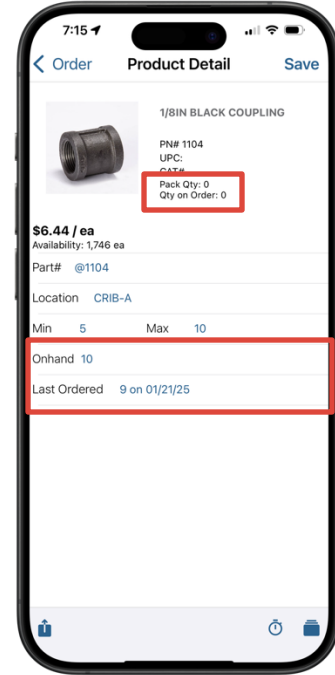 7:15
Order Product Detail Save
1/8IN BLACK COUPLING
PN# 1104
UPC:
CAT#
Pack Qty: 0
Qty on Order: 0
$6.44 / ea
Availability: 1,746 ea
Part# @1104
Location CRIB-A
Min 5 Max 10
Onhand 10
Last Ordered 9 on 01/21/25